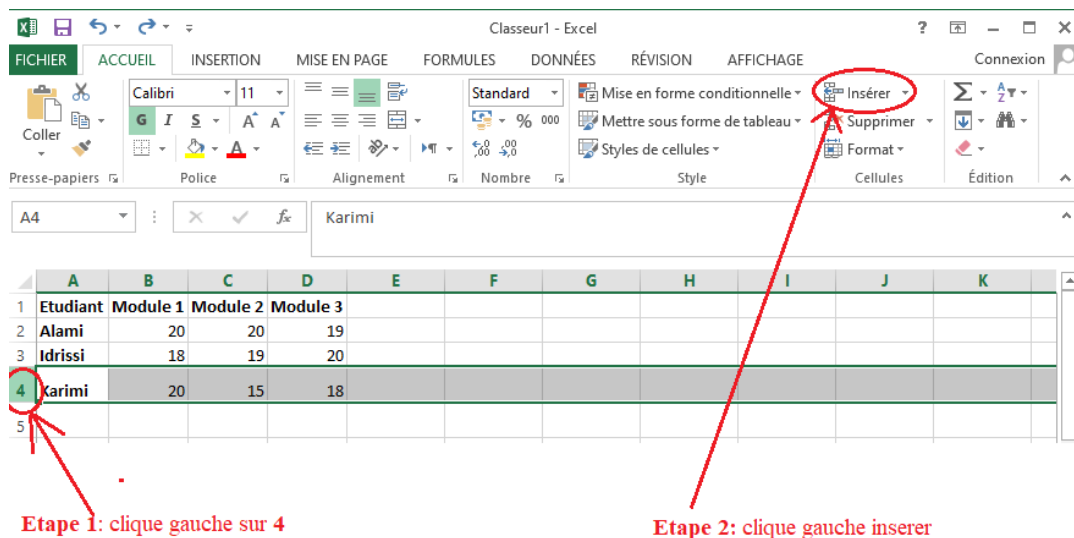 Classeur1 - Excel
FICHIER ACCUEIL INSERTION MISE EN PAGE FORMULES DONNÉES RÉVISION AFFICHAGE Connexion
Coller
Calibri 11
G I S A A
A
Standard
% 000
Mise en forme conditionnelle
Mettre sous forme de tableau
Styles de cellules
Insérer
Supprimer
Format
Presse-papiers Police Alignement Nombre Style Cellules Édition
A4 fx Karimi
A B C D E F G H I J K
1 Etudiant Module 1 Module 2 Module 3
2 Alami 20 20 19
3 Idrissi 18 19 20
4 Karimi 20 15 18
5
Etape 1: clique gauche sur 4
Etape 2: clique gauche inserer